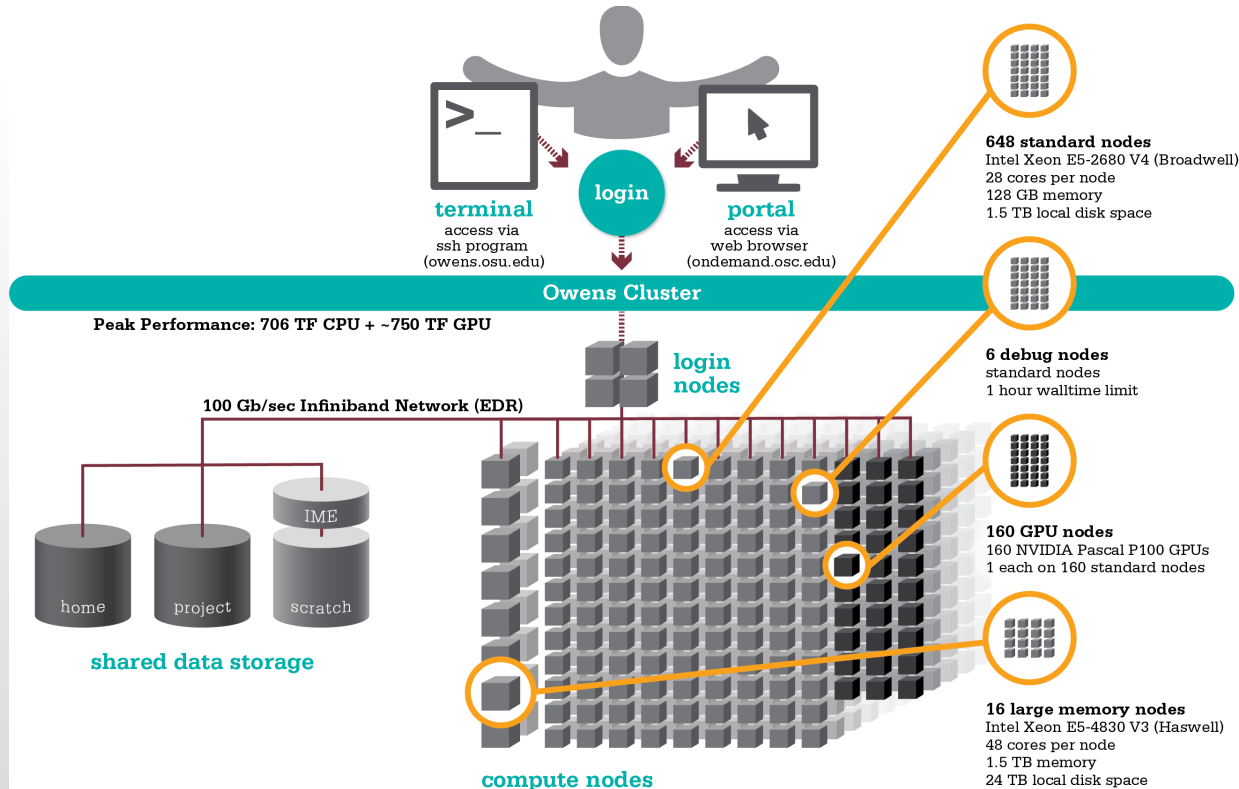 >_
login
terminal
access via
ssh program
(owens.osu.edu)
portal
access via
web browser
(ondemand.osc.edu)
Owens Cluster
Peak Performance: 706 TF CPU + ~750 TF GPU
login
nodes
100 Gb/sec Infiniband Network (EDR)
IME
home
project
scratch
shared data storage
compute nodes
648 standard nodes
Intel Xeon E5-2680 V4 (Broadwell)
28 cores per node
128 GB memory
1.5 TB local disk space
6 debug nodes
standard nodes
1 hour walltime limit
160 GPU nodes
160 NVIDIA Pascal P100 GPUs
1 each on 160 standard nodes
16 large memory nodes
Intel Xeon E5-4830 V3 (Haswell)
48 cores per node
1.5 TB memory
24 TB local disk space